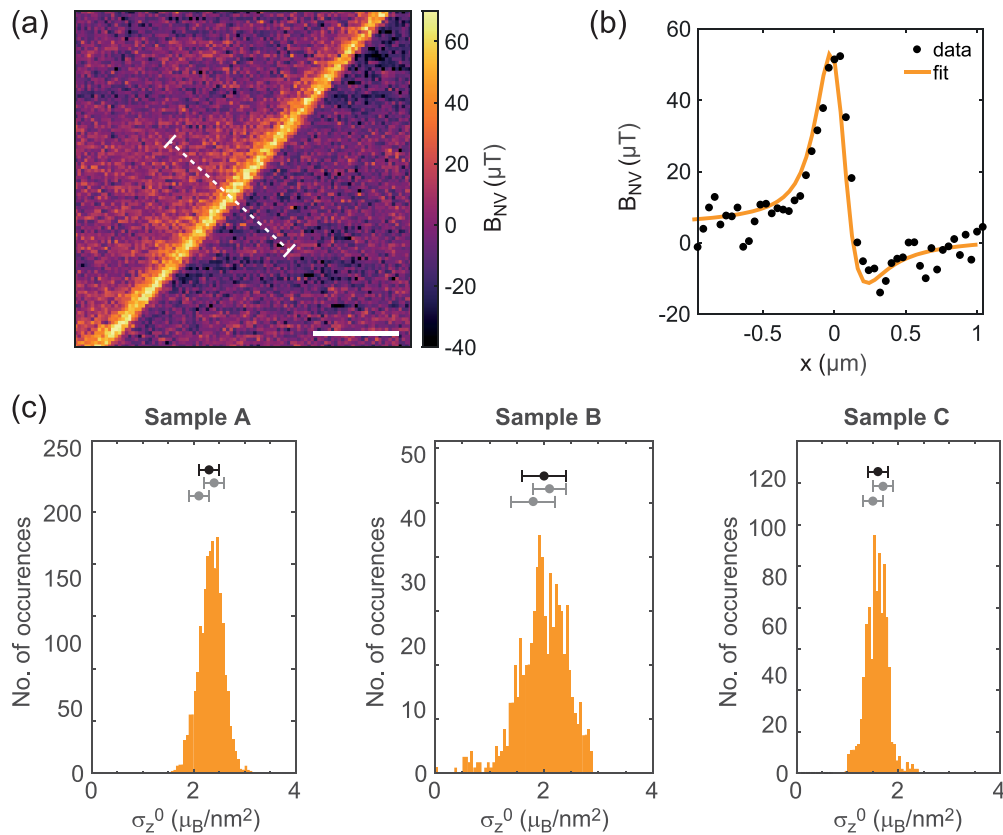 (a)
60
40
20
0
-20
-40
B_NV (μT)
(b)
60
40
20
0
-20
B_NV (μT)
data
fit
-0.5
0
0.5
1
x (μm)
(c)
Sample A
250
200
150
100
50
0
No. of occurences
0
2
4
σ_z^0 (μ_B/nm^2)
Sample B
50
40
30
20
10
0
No. of occurences
0
2
4
σ_z^0 (μ_B/nm^2)
Sample C
120
100
80
60
40
20
0
No. of occurences
0
2
4
σ_z^0 (μ_B/nm^2)